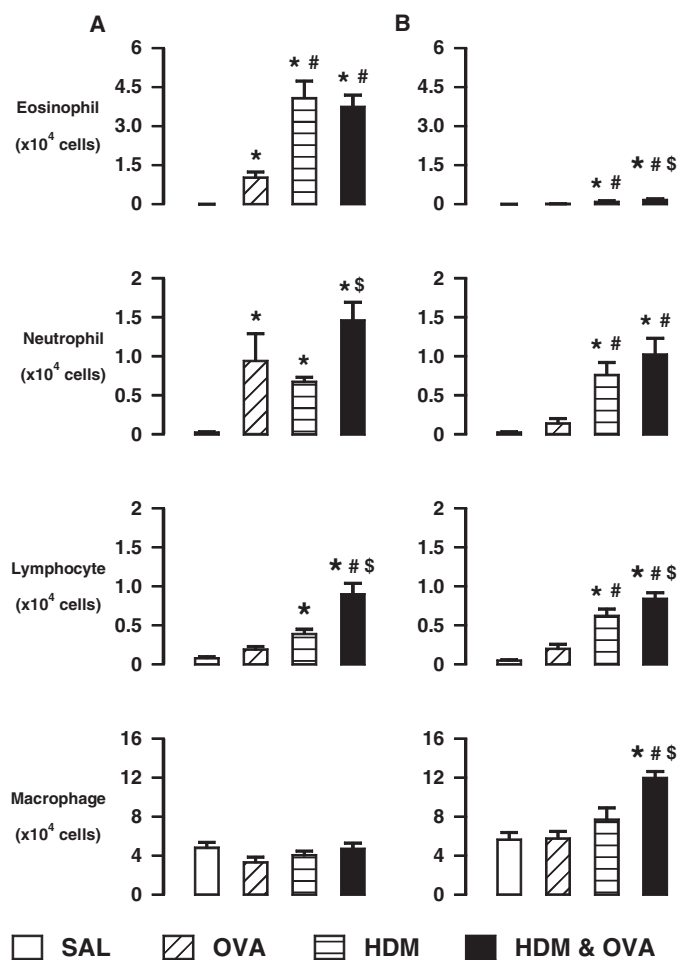 A B
6 6
* # * #
4.5 4.5
Eosinophil
3.0 3.0
(x10⁴ cells)
* * # $
1.5 1.5
* #
0 0
2 2
* $
1.5 * 1.5 * #
Neutrophil * #
1.0 * 1.0
(x10⁴ cells)
0.5 0.5
0 0
2 2
1.5 1.5
Lymphocyte * # $ * # $
1.0 1.0 * #
(x10⁴ cells) *
0.5 0.5
0 0
16 16
* # $
12 12
Macrophage
8 8
(x10⁴ cells)
4 4
0 0
SAL OVA HDM HDM & OVA